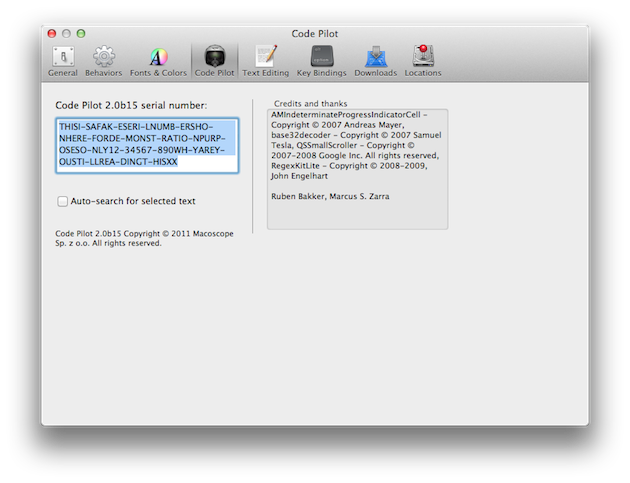 Code Pilot
General Behaviors Fonts & Colors Code Pilot Text Editing Key Bindings Downloads Locations
Code Pilot 2.0b15 serial number:
THISI-SAFAK-ESERI-LNUMB-ERSHO-
NHERE-FORDE-MONST-RATIO-NPURP-
OSESO-NLY12-34567-890WH-YAREY-
OUSTI-LLREA-DINGT-HISXX
Auto-search for selected text
Code Pilot 2.0b15 Copyright © 2011 Macoscope
Sp. z o.o. All rights reserved.
Credits and thanks
AMIndeterminateProgressIndicatorCell -
Copyright © 2007 Andreas Mayer,
base32decoder - Copyright © 2007 Samuel
Tesla, QSSmallScroller - Copyright ©
2007-2008 Google Inc. All rights reserved,
RegexKitLite - Copyright © 2008-2009,
John Engelhart
Ruben Bakker, Marcus S. Zarra